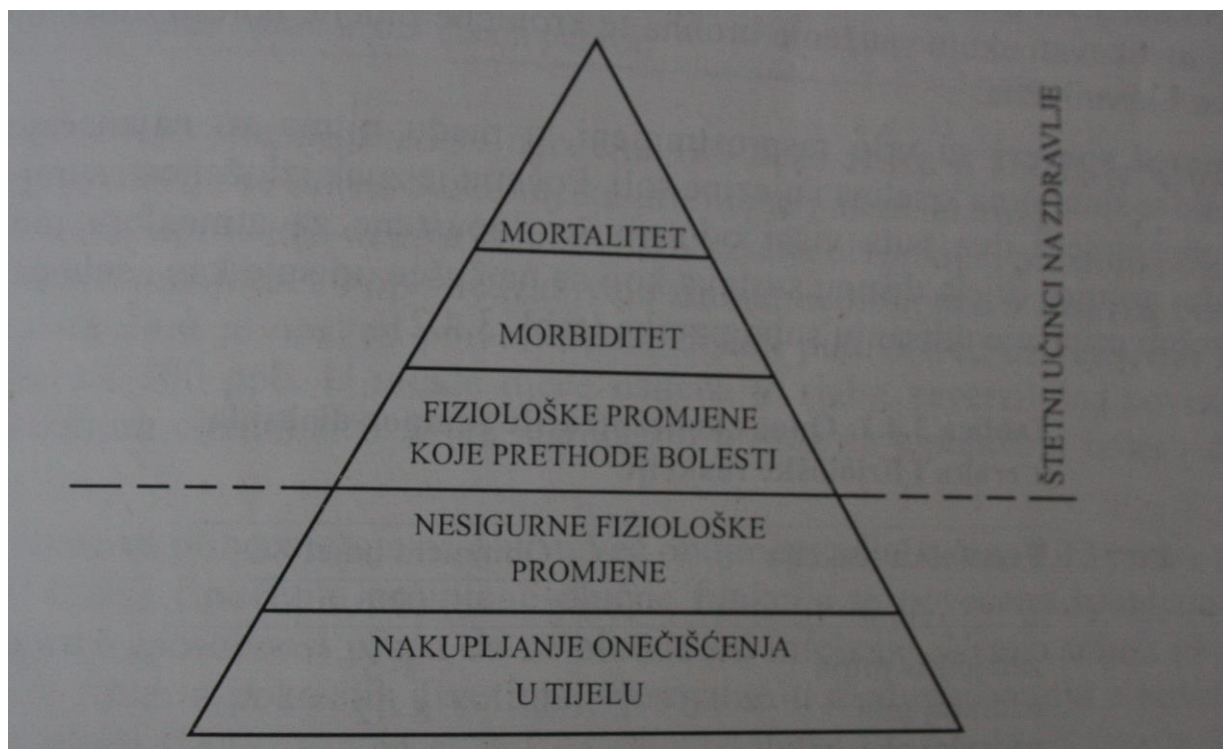 MORTALITET
MORBIDITET
FIZIOLOŠKE PROMJENE
KOJE PRETHODE BOLESTI
NESIGURNE FIZIOLOŠKE
PROMJENE
NAKUPLJANJE ONEČIŠĆENJA
U TIJELU
ŠTETNI UČINCI NA ZDRAVLJE